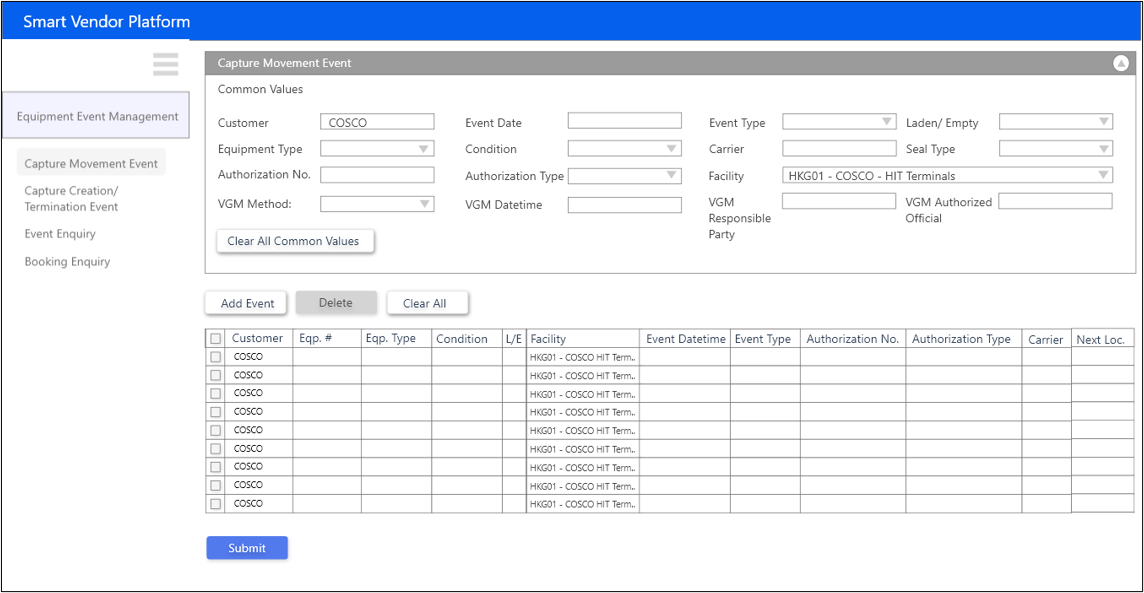 Smart Vendor Platform
Equipment Event Management
Capture Movement Event
Capture Creation/
Termination Event
Event Enquiry
Booking Enquiry
Capture Movement Event
Common Values
Customer COSCO Event Date Event Type Laden/ Empty
Equipment Type Condition Carrier Seal Type
Authorization No. Authorization Type Facility HKG01 - COSCO - HIT Terminals
VGM Method: VGM Datetime VGM Responsible Party VGM Authorized Official
Clear All Common Values
Add Event Delete Clear All
Customer Eqp. # Eqp. Type Condition L/E Facility Event Datetime Event Type Authorization No. Authorization Type Carrier Next Loc.
COSCO HKG01 - COSCO HIT Term..
COSCO HKG01 - COSCO HIT Term..
COSCO HKG01 - COSCO HIT Term..
COSCO HKG01 - COSCO HIT Term..
COSCO HKG01 - COSCO HIT Term..
COSCO HKG01 - COSCO HIT Term..
COSCO HKG01 - COSCO HIT Term..
COSCO HKG01 - COSCO HIT Term..
COSCO HKG01 - COSCO HIT Term..
Submit